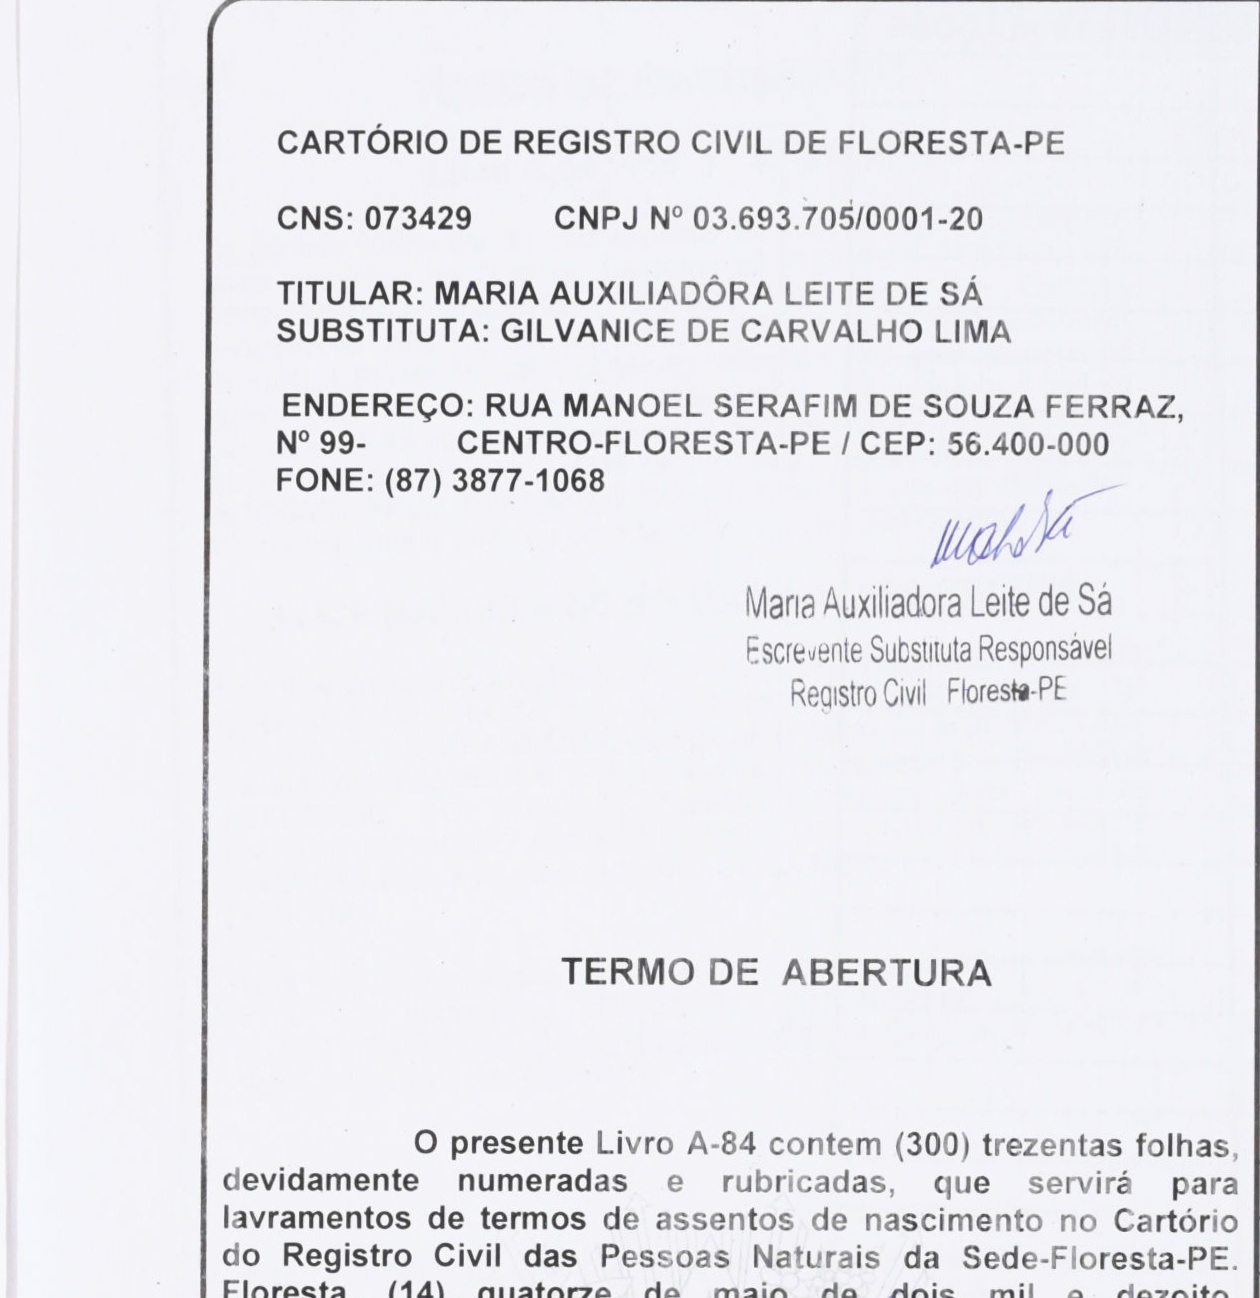 CARTÓRIO DE REGISTRO CIVIL DE FLORESTA-PE
CNS: 073429 CNPJ Nº 03.693.705/0001-20
TITULAR: MARIA AUXILIADÔRA LEITE DE SÁ
SUBSTITUTA: GILVANICE DE CARVALHO LIMA
ENDEREÇO: RUA MANOEL SERAFIM DE SOUZA FERRAZ,
Nº 99- CENTRO-FLORESTA-PE / CEP: 56.400-000
FONE: (87) 3877-1068
Maria Auxiliadora Leite de Sá
Escrevente Substituta Responsável
Registro Civil Floresta-PE
TERMO DE ABERTURA
O presente Livro A-84 contem (300) trezentas folhas,
devidamente numeradas e rubricadas, que servirá para
lavramentos de termos de assentos de nascimento no Cartório
do Registro Civil das Pessoas Naturais da Sede-Floresta-PE.
Floresta, (14) quatorze de maio de dois mil e dezoito